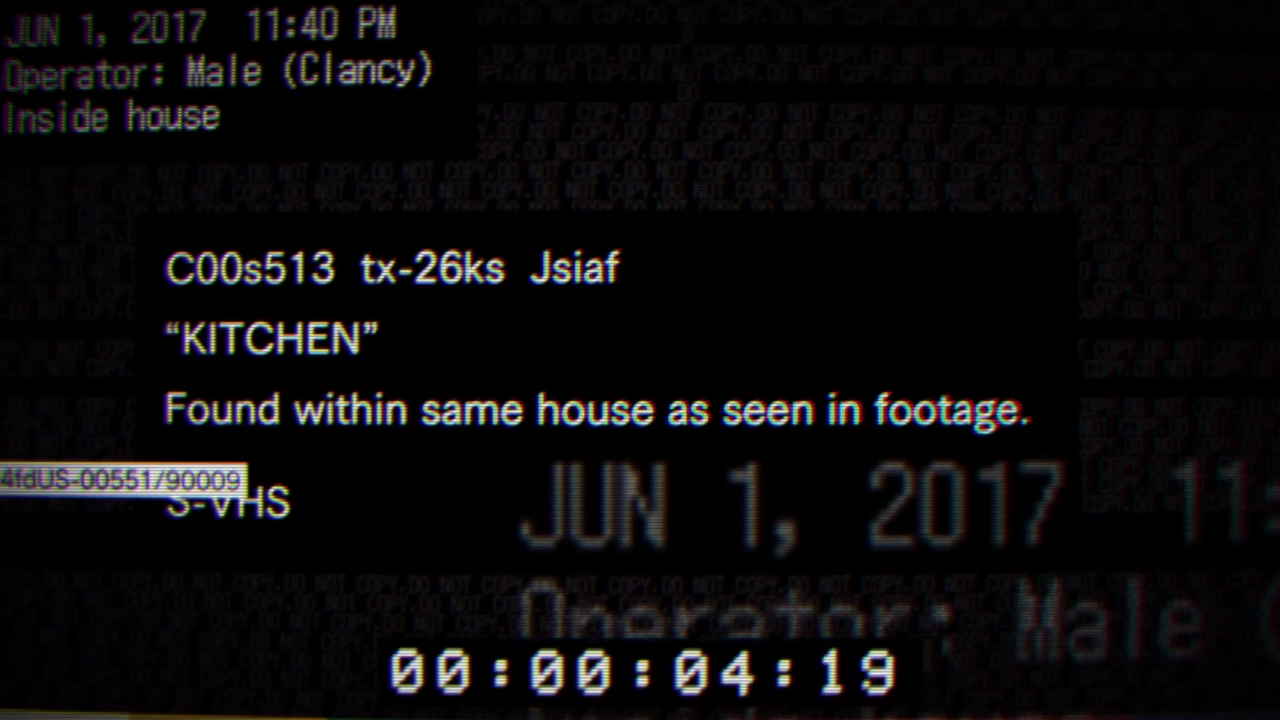 JUN 1, 2017 11:40 PM
Operator: Male (Clancy)
Inside house
C00s513 tx-26ks Jsiaf
“KITCHEN”
Found within same house as seen in footage.
4fdUS-00551/90009
S-VHS
JUN 1, 2017 11:
Operator: Male
00:00:04:19